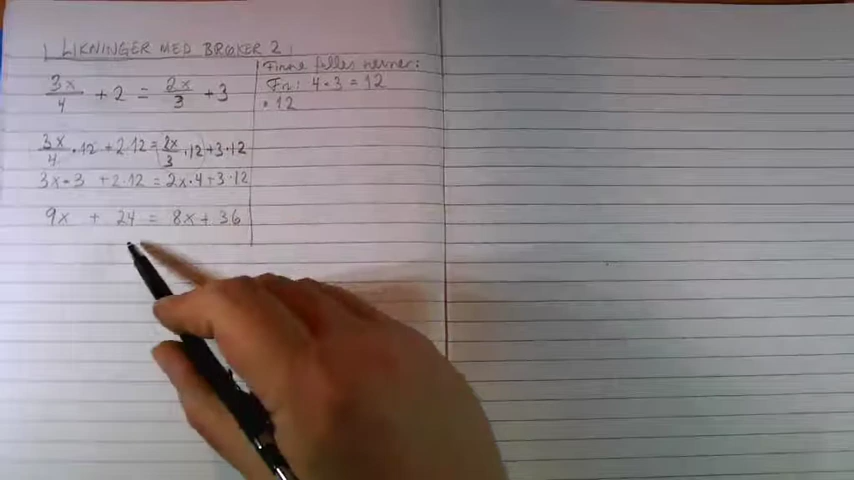 LIKNINGER MED BRØKER 2
3x/4 + 2 = 2x/3 + 3
Finne felles nevner:
Fn: 4·3 = 12
·12
3x/4 ·12 + 2·12 = 2x/3 ·12 + 3·12
3x·3 + 2·12 = 2x·4 + 3·12
9x + 24 = 8x + 36